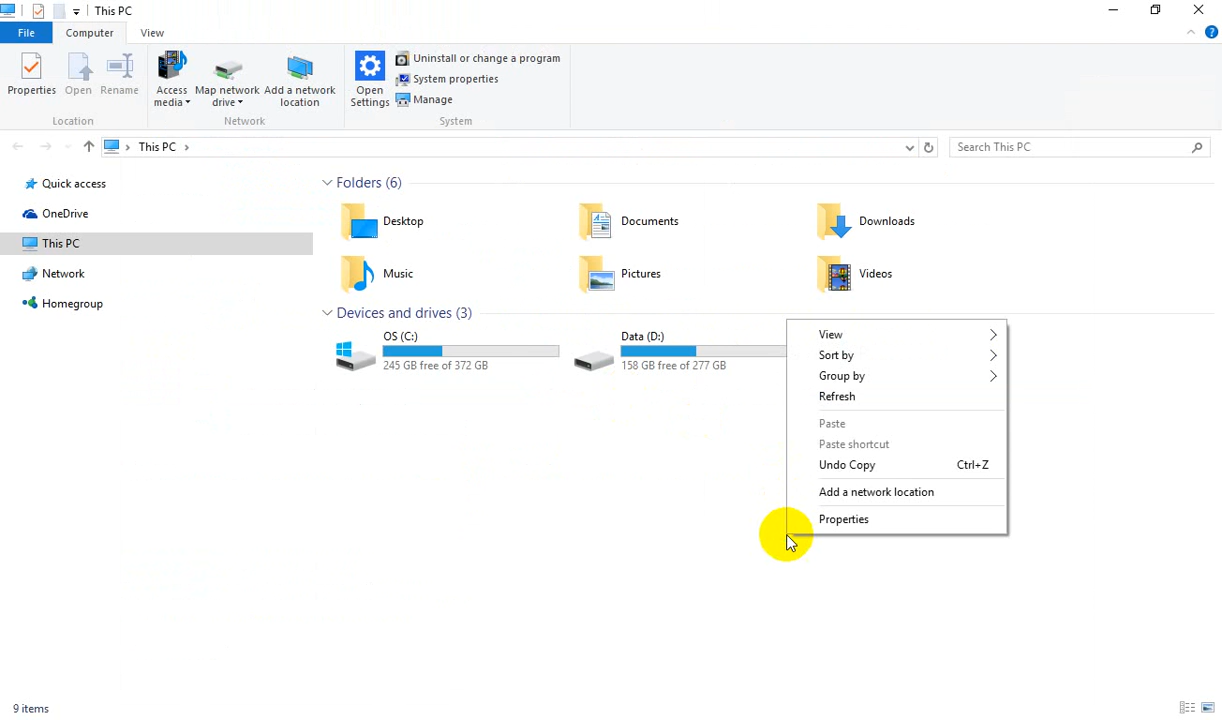 This PC
File Computer View
Properties Open Rename
Access media
Map network drive
Add a network location
Open Settings
Uninstall or change a program
System properties
Manage
Location Network System
This PC
Search This PC
Quick access
OneDrive
This PC
Network
Homegroup
Folders (6)
Desktop Documents Downloads
Music Pictures Videos
Devices and drives (3)
OS (C:)
245 GB free of 372 GB
Data (D:)
158 GB free of 277 GB
View
Sort by
Group by
Refresh
Paste
Paste shortcut
Undo Copy Ctrl+Z
Add a network location
Properties
9 items